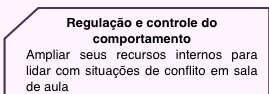 Regulação e controle do
comportamento
Ampliar seus recursos internos para
lidar com situações de conflito em sala
de aula